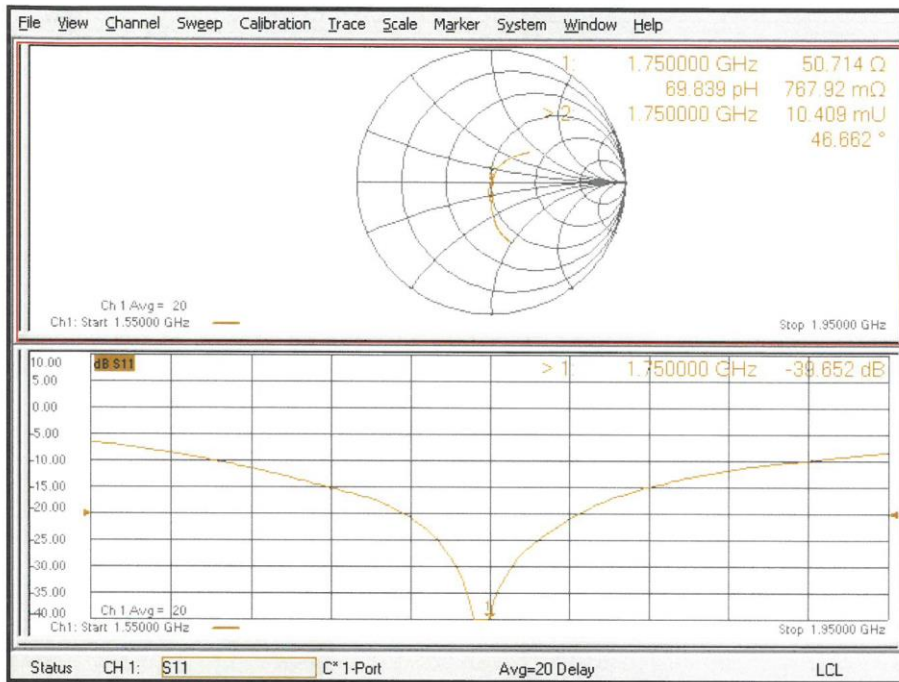 File View Channel Sweep Calibration Trace Scale Marker System Window Help
1: 1.750000 GHz 50.714 Ω
69.839 pH 767.92 mΩ
> 2 1.750000 GHz 10.409 mU
46.662 °
Ch 1 Avg = 20
Ch1: Start 1.55000 GHz Stop 1.95000 GHz
dB S11
> 1: 1.750000 GHz -39.652 dB
10.00
5.00
0.00
-5.00
-10.00
-15.00
-20.00
-25.00
-30.00
-35.00
-40.00
1
Ch 1 Avg = 20
Ch1: Start 1.55000 GHz Stop 1.95000 GHz
Status CH 1: S11 C* 1-Port Avg=20 Delay LCL